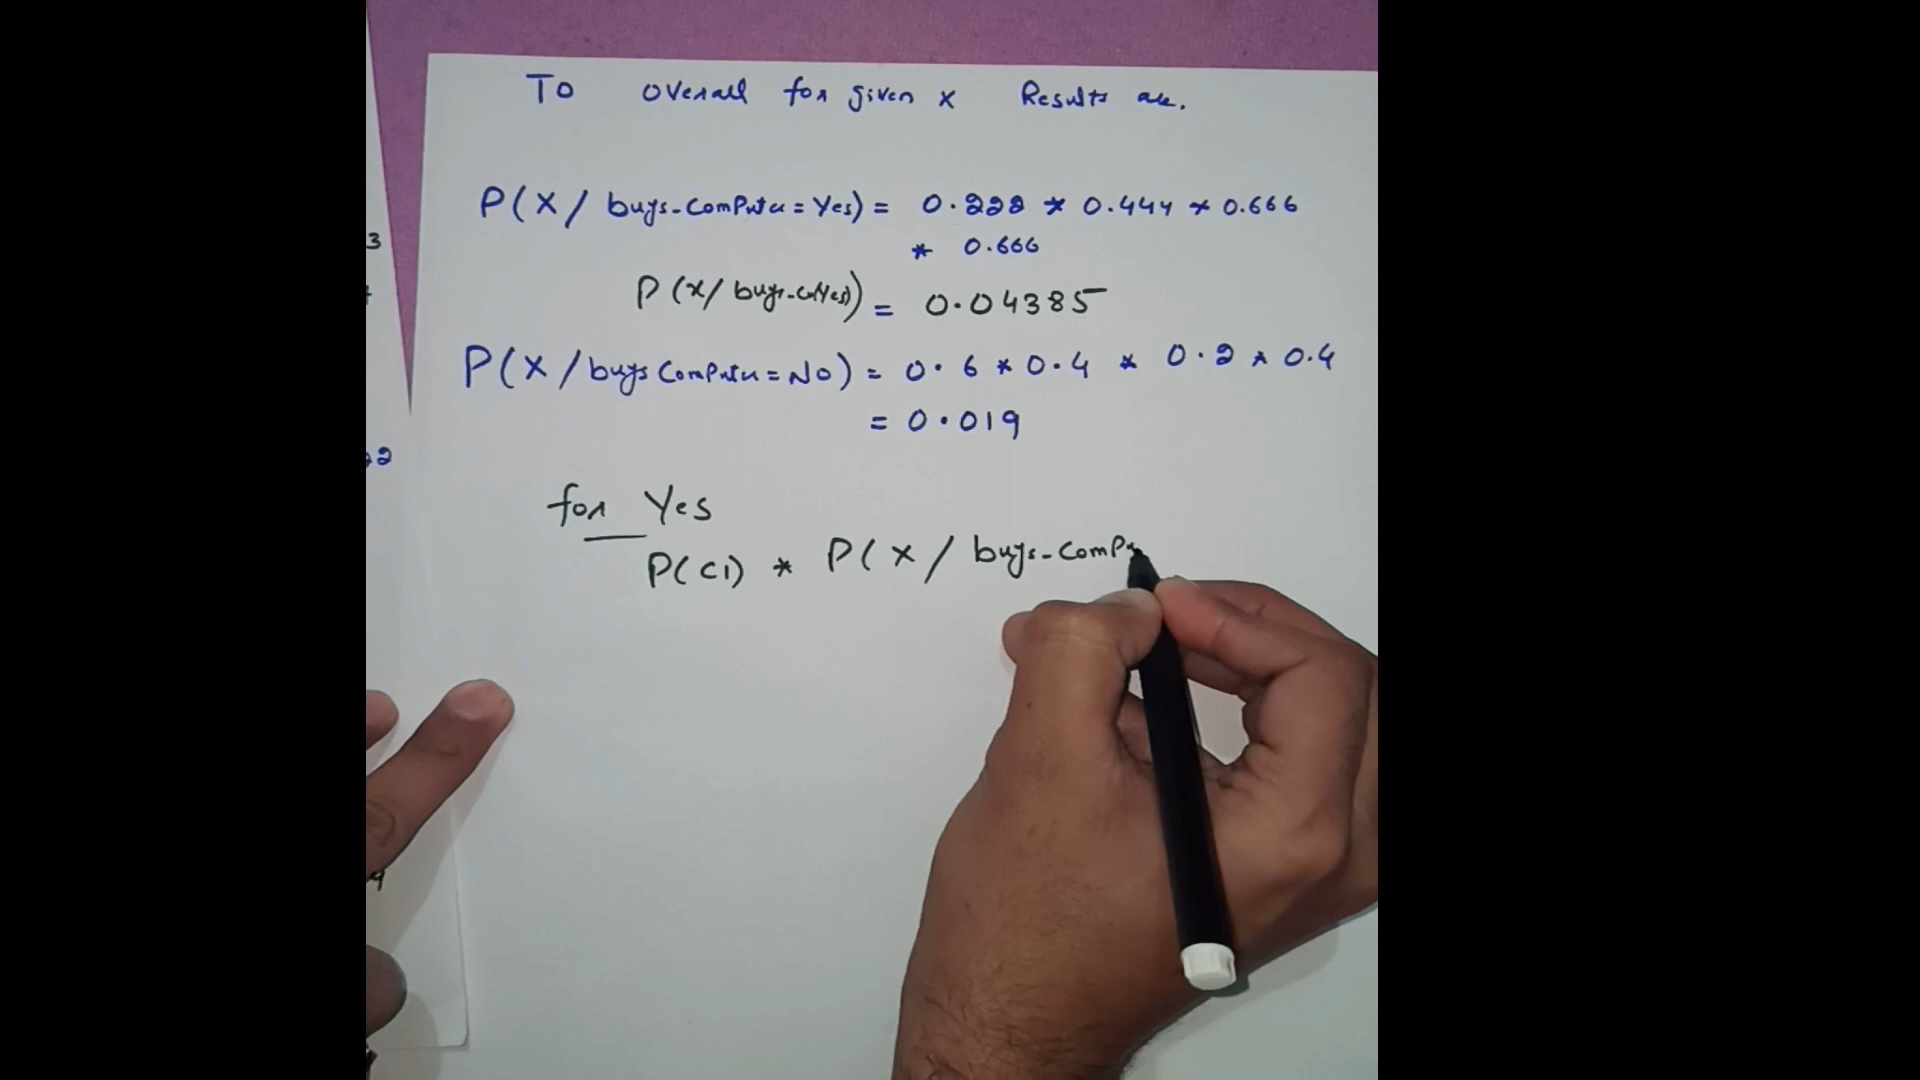 To overall for given x Results are.
P(X/ buys-computer = Yes) = 0.222 * 0.444 * 0.666
* 0.666
P(x/ buys-c(Yes)) = 0.04385
P(X/buys computer = No) = 0.6 * 0.4 * 0.2 * 0.4
= 0.019
for Yes
P(C1) * P(X/ buys-comp
3
9